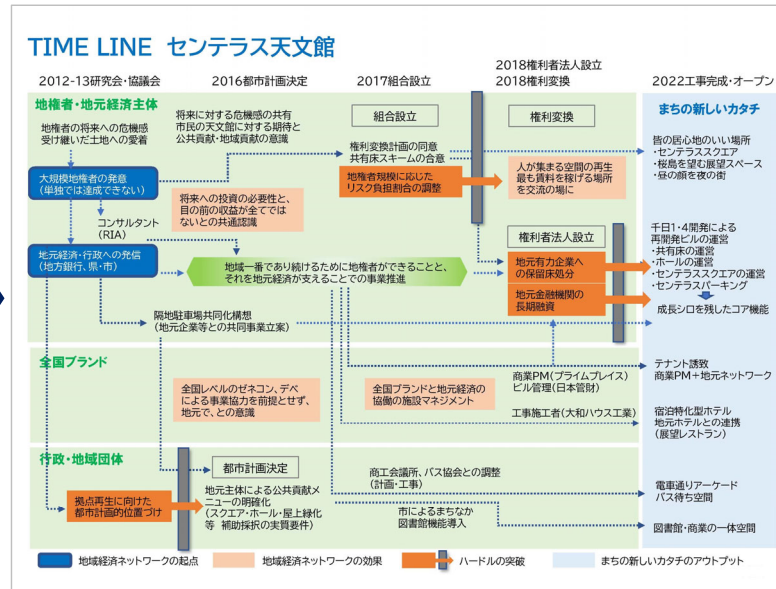 TIME LINE センテラス天文館
2012-13研究会・協議会
2016都市計画決定
2017組合設立
2018権利者法人設立
2018権利変換
2022工事完成・オープン
地権者・地元経済主体
地権者の将来への危機感
受け継いだ土地への愛着
大規模地権者の発意
(単独では達成できない)
コンサルタント
(RIA)
地元経済・行政への発信
(地方銀行、県・市)
将来に対する危機感の共有
市民の天文館に対する期待と
公共貢献・地域貢献の意識
将来への投資の必要性と、
目の前の収益が全てでは
ないとの共通認識
組合設立
権利変換計画の同意
共有床スキームの合意
地権者規模に応じた
リスク負担割合の調整
権利変換
人が集まる空間の再生
最も賃料を稼げる場所
を交流の場に
地域一番であり続けるために地権者ができることと、
それを地元経済が支えることでの事業推進
権利者法人設立
地元有力企業へ
の保留床処分
地元金融機関の
長期融資
隔地駐車場共同化構想
(地元企業等との共同事業立案)
まちの新しいカタチ
皆の居心地のいい場所
・センテラススクエア
・桜島を望む展望スペース
・昼の顔を夜の街
千日1・4開発による
再開発ビルの運営
・共有床の運営
・ホールの運営
・センテラススクエアの運営
・センテラスパーキング
成長シロを残したコア機能
全国ブランド
全国レベルのゼネコン、デベ
による事業協力を前提とせず、
地元で、との意識
全国ブランドと地元経済の
協働の施設マネジメント
商業PM(プライムプレイス)
ビル管理(日本管財)
工事施工者(大和ハウス工業)
テナント誘致
商業PM+地元ネットワーク
宿泊特化型ホテル
地元ホテルとの連携
(展望レストラン)
行政・地域団体
拠点再生に向けた
都市計画的位置づけ
都市計画決定
地元主体による公共貢献メ
ニューの明確化
(スクエア・ホール・屋上緑化
等 補助採択の実質要件)
商工会議所、バス協会との調整
(計画・工事)
市によるまちなか
図書館機能導入
電車通りアーケード
バス待ち空間
図書館・商業の一体空間
地域経済ネットワークの起点
地域経済ネットワークの効果
ハードルの突破
まちの新しいカタチのアウトプット